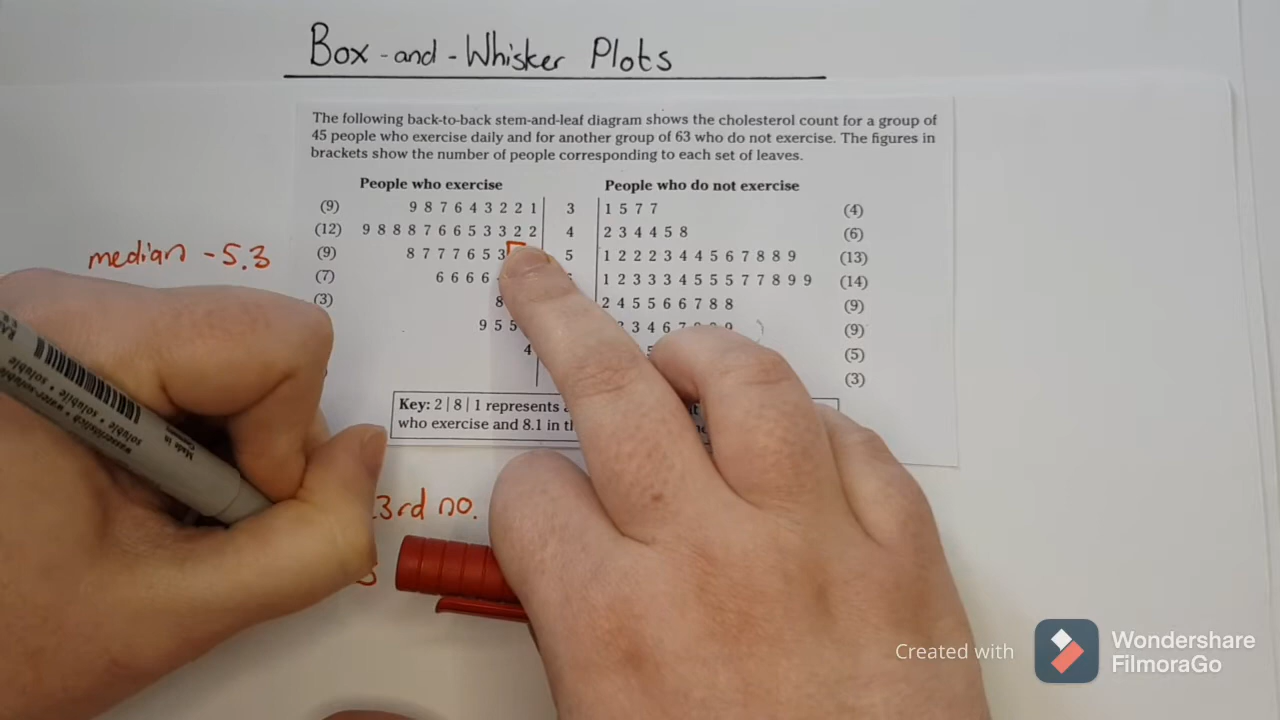 Box-and-Whisker Plots
The following back-to-back stem-and-leaf diagram shows the cholesterol count for a group of
45 people who exercise daily and for another group of 63 who do not exercise. The figures in
brackets show the number of people corresponding to each set of leaves.
People who exercise People who do not exercise
(9) 9 8 7 6 4 3 2 2 1 3 1 5 7 7 (4)
(12) 9 8 8 8 7 6 6 5 3 3 2 2 4 2 3 4 4 5 8 (6)
median - 5.3
(9) 8 7 7 7 6 5 3 5 1 2 2 2 3 4 4 5 6 7 8 8 9 (13)
(7) 6 6 6 6 1 2 3 3 3 4 5 5 5 7 7 8 9 9 (14)
(3) 8 2 4 5 5 6 6 7 8 8 (9)
9 5 5 3 4 6 7 (9)
4 (5)
(3)
Key: 2 | 8 | 1 represents
who exercise and 8.1 in
3rd no.
Created with
Wondershare
FilmoraGo